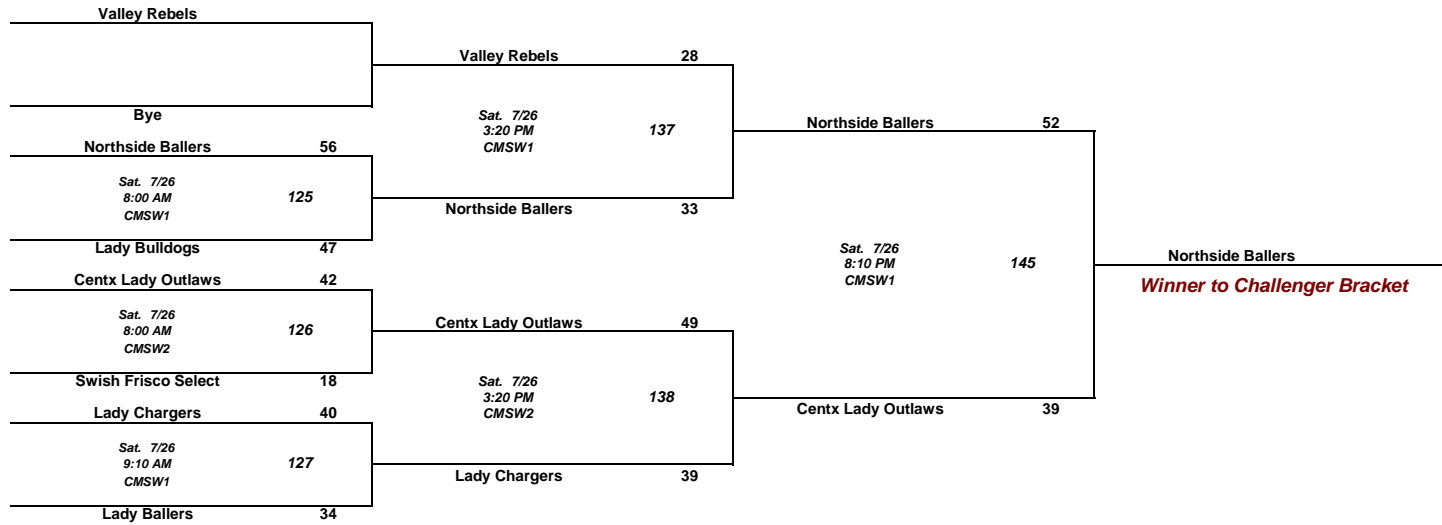 Valley Rebels
Bye
Northside Ballers 56
Sat. 7/26
8:00 AM 125
CMSW1
Lady Bulldogs 47
Centx Lady Outlaws 42
Sat. 7/26
8:00 AM 126
CMSW2
Swish Frisco Select 18
Lady Chargers 40
Sat. 7/26
9:10 AM 127
CMSW1
Lady Ballers 34
Valley Rebels 28
Sat. 7/26
3:20 PM 137
CMSW1
Northside Ballers 33
Centx Lady Outlaws 49
Sat. 7/26
3:20 PM 138
CMSW2
Lady Chargers 39
Northside Ballers 52
Sat. 7/26
8:10 PM 145
CMSW1
Centx Lady Outlaws 39
Northside Ballers
Winner to Challenger Bracket